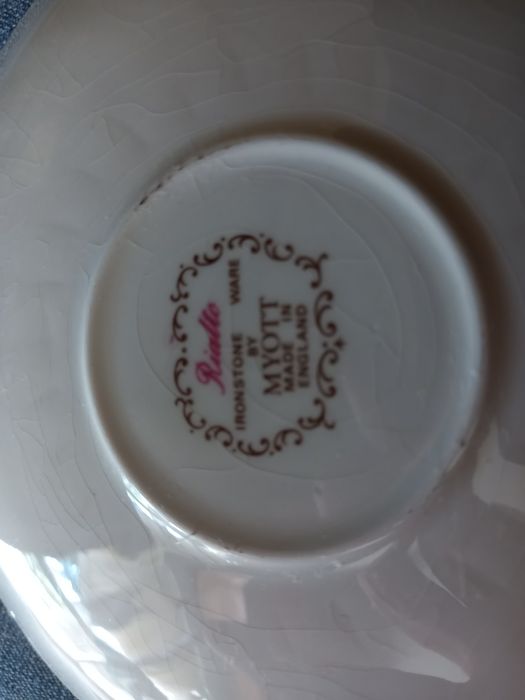 Rialto
IRONSTONE WARE
BY
MYOTT
MADE IN
ENGLAND